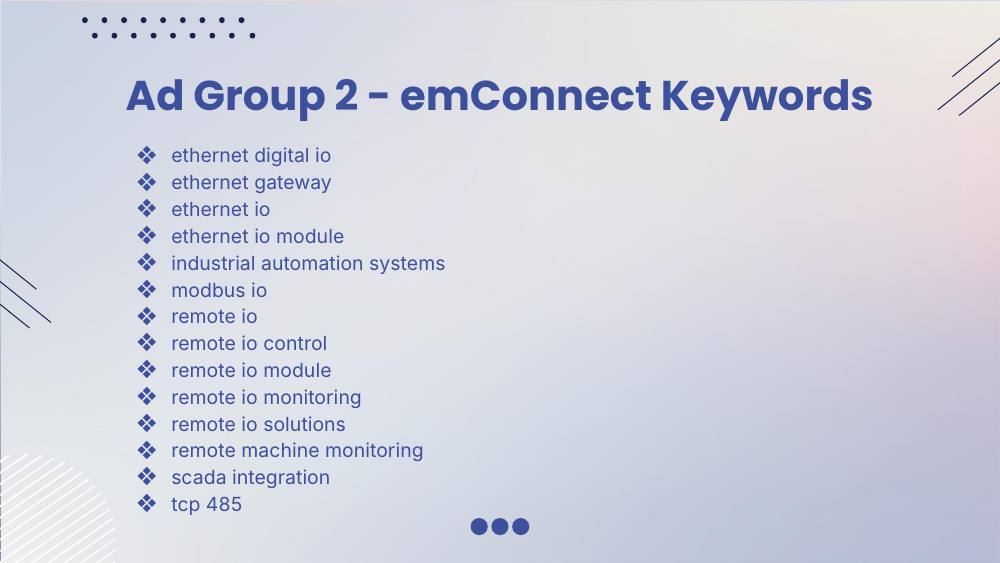 Ad Group 2 - emConnect Keywords
❖ ethernet digital io
❖ ethernet gateway
❖ ethernet io
❖ ethernet io module
❖ industrial automation systems
❖ modbus io
❖ remote io
❖ remote io control
❖ remote io module
❖ remote io monitoring
❖ remote io solutions
❖ remote machine monitoring
❖ scada integration
❖ tcp 485